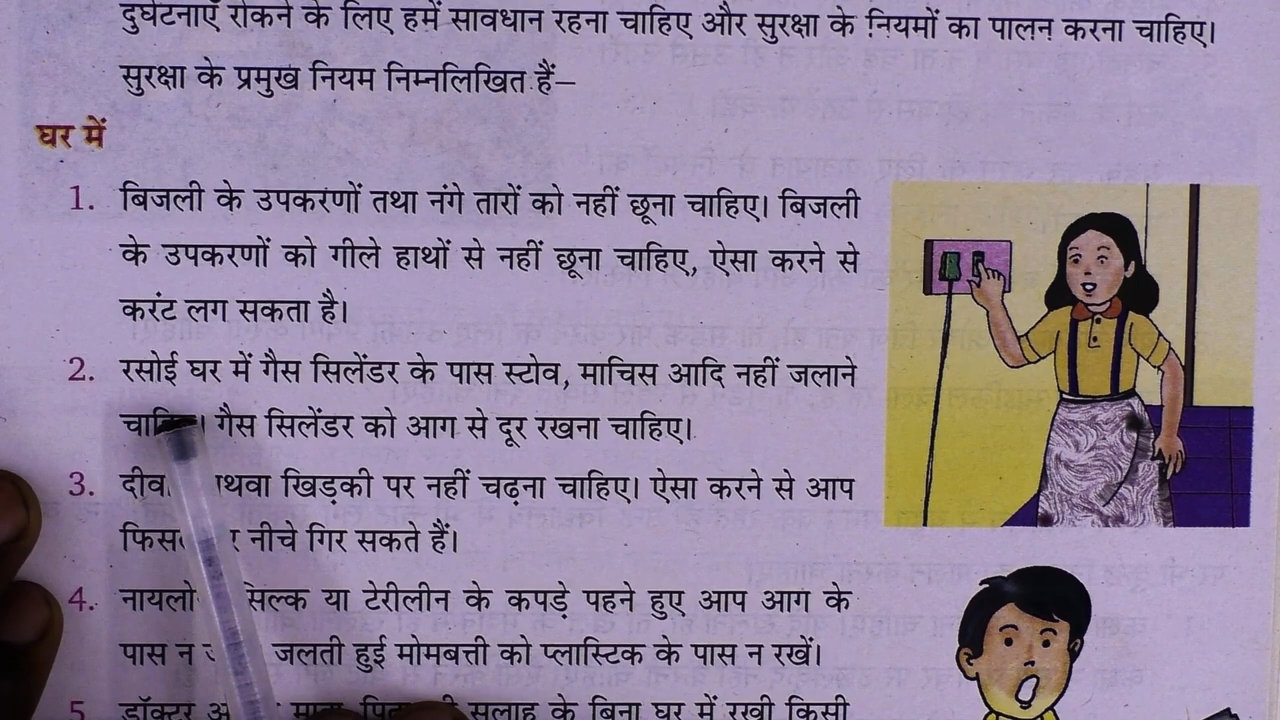 दुर्घटनाएँ रोकने के लिए हमें सावधान रहना चाहिए और सुरक्षा के नियमों का पालन करना चाहिए।
सुरक्षा के प्रमुख नियम निम्नलिखित हैं–
घर में
1. बिजली के उपकरणों तथा नंगे तारों को नहीं छूना चाहिए। बिजली
के उपकरणों को गीले हाथों से नहीं छूना चाहिए, ऐसा करने से
करंट लग सकता है।
2. रसोई घर में गैस सिलेंडर के पास स्टोव, माचिस आदि नहीं जलाने
चाहिए। गैस सिलेंडर को आग से दूर रखना चाहिए।
3. खिड़की पर नहीं चढ़ना चाहिए। ऐसा करने से आप
नीचे गिर सकते हैं।
4. सिल्क या टेरीलीन के कपड़े पहने हुए आप आग के
पास न जलती हुई मोमबत्ती को प्लास्टिक के पास न रखें।
5. डॉक्टर सलाह के बिना घर में रखी किसी